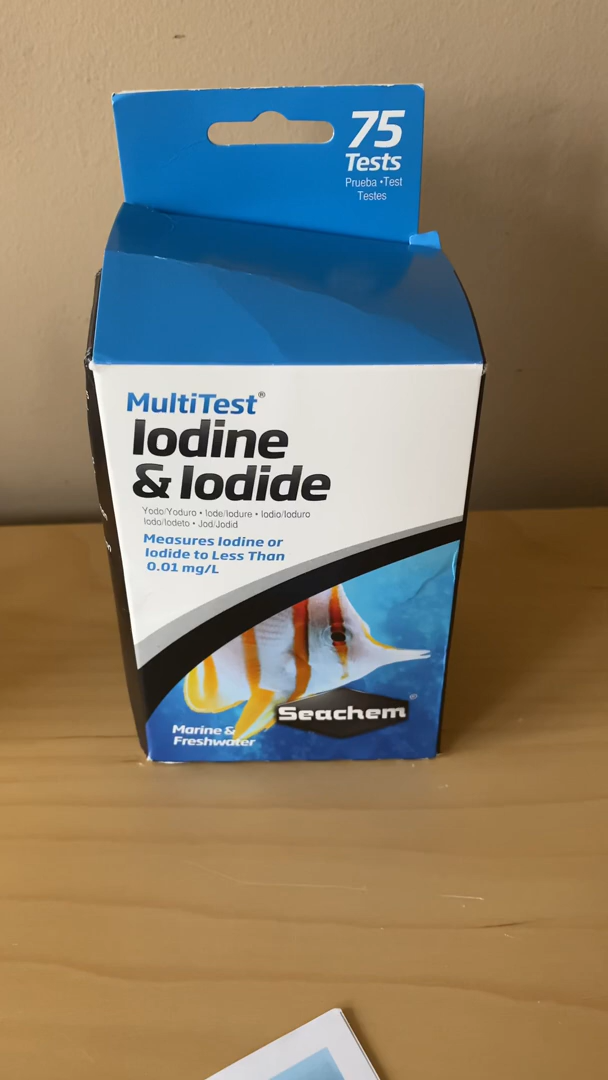 75
Tests
Prueba •Test
Testes
MultiTest®
Iodine
& Iodide
Yodo/Yoduro • Iode/Iodure • Iodio/Ioduro
Iodo/Iodeto • Jod/Jodid
Measures Iodine or
Iodide to Less Than
0.01 mg/L
Seachem®
Marine &
Freshwater